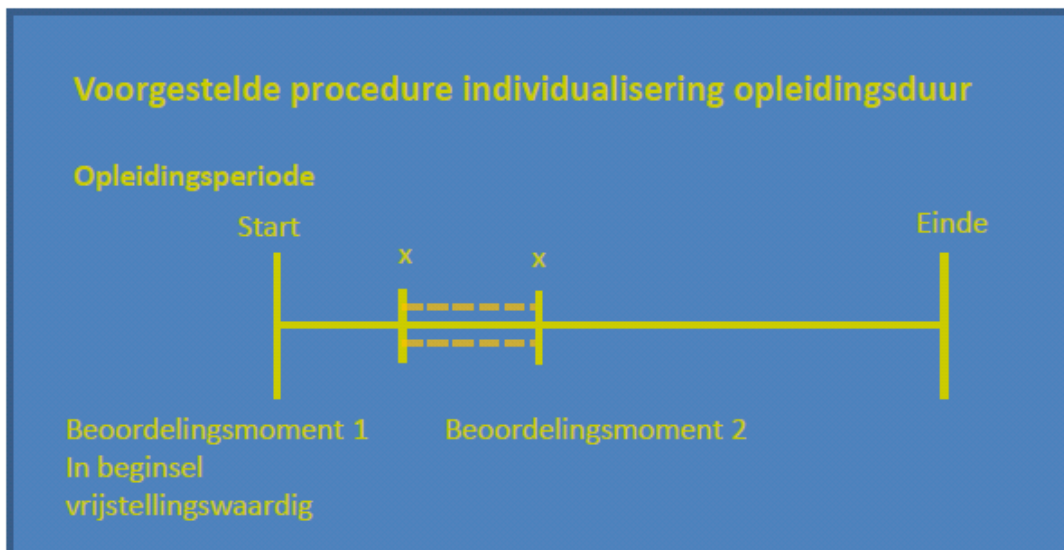 Voorgestelde procedure individualisering opleidingsduur
Opleidingsperiode
Start
Einde
x
x
Beoordelingsmoment 1
Beoordelingsmoment 2
In beginsel
vrijstellingswaardig